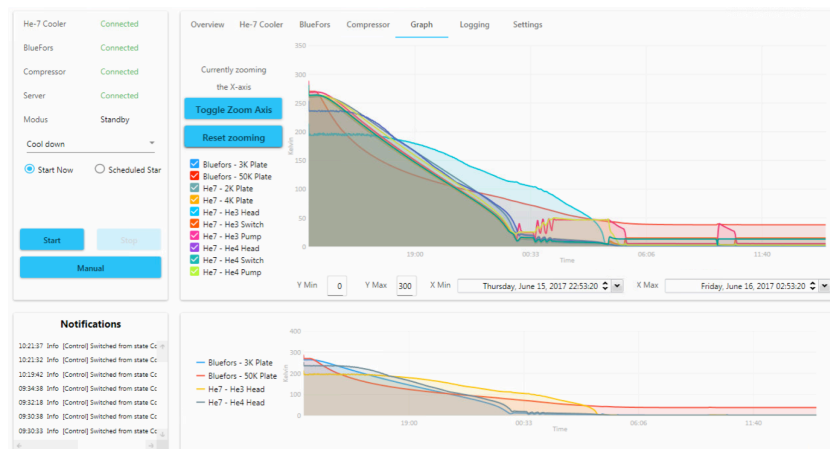 He-7 Cooler Connected
BlueFors Connected
Compressor Connected
Server Connected
Modus Standby
Cool down
Start Now Scheduled Star
Start Stop
Manual
Overview He-7 Cooler BlueFors Compressor Graph Logging Settings
Currently zooming
the X-axis
Toggle Zoom Axis
Reset zooming
Bluefors - 3K Plate
Bluefors - 50K Plate
He7 - 2K Plate
He7 - 4K Plate
He7 - He3 Head
He7 - He3 Switch
He7 - He3 Pump
He7 - He4 Head
He7 - He4 Switch
He7 - He4 Pump
350
300
250
200
150
100
50
0
Kelvin
19:00 00:33 06:06 11:40
Time
Y Min 0 Y Max 300 X Min Thursday, June 15, 2017 22:53:20 X Max Friday, June 16, 2017 02:53:20
Notifications
10:21:37 Info [Control] Switched from state Cc
10:21:32 Info [Control] Switched from state Cc
10:19:42 Info [Control] Switched from state Cc
09:34:38 Info [Control] Switched from state Cc
09:32:18 Info [Control] Switched from state Cc
09:30:38 Info [Control] Switched from state Cc
09:30:33 Info [Control] Switched from state Cc
Bluefors - 3K Plate
Bluefors - 50K Plate
He7 - He3 Head
He7 - He4 Head
400
300
200
100
0
Kelvin
19:00 00:33 06:06 11:40
Time